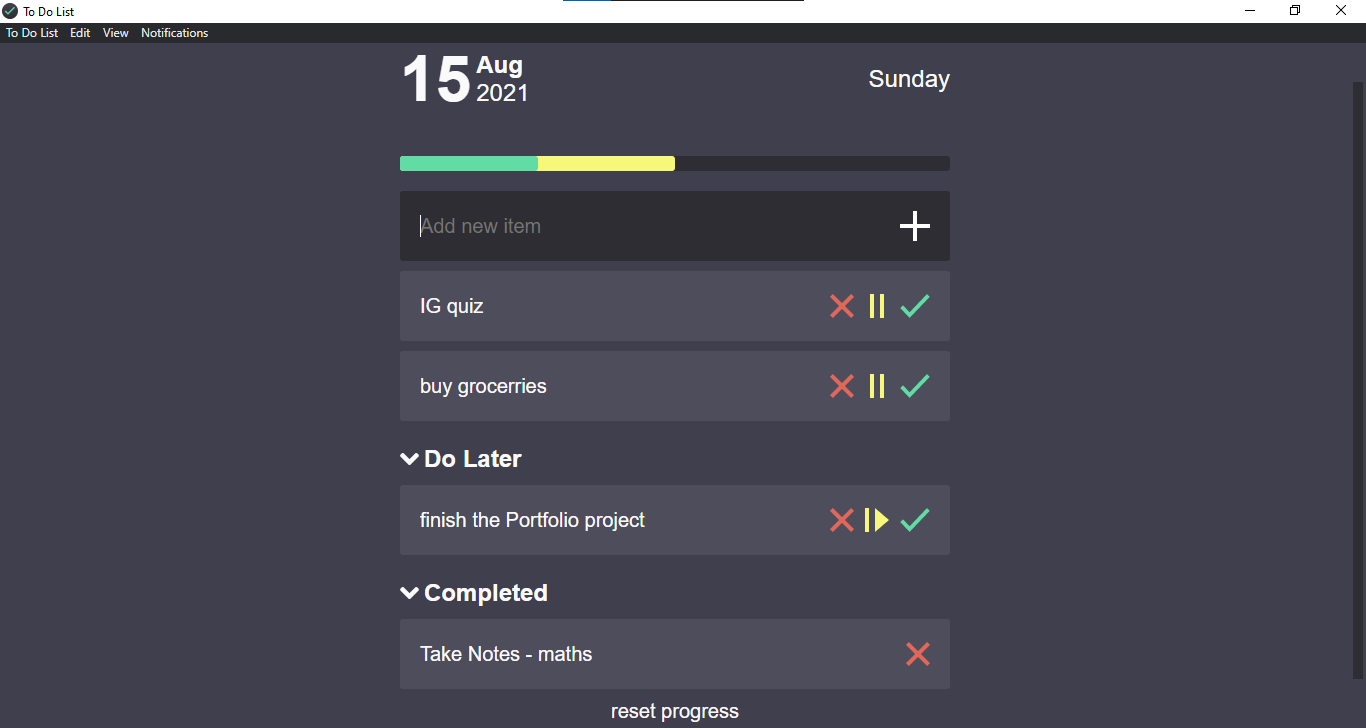 To Do List
To Do List Edit View Notifications
15 Aug
2021
Sunday
Add new item
IG quiz
buy grocerries
Do Later
finish the Portfolio project
Completed
Take Notes - maths
reset progress